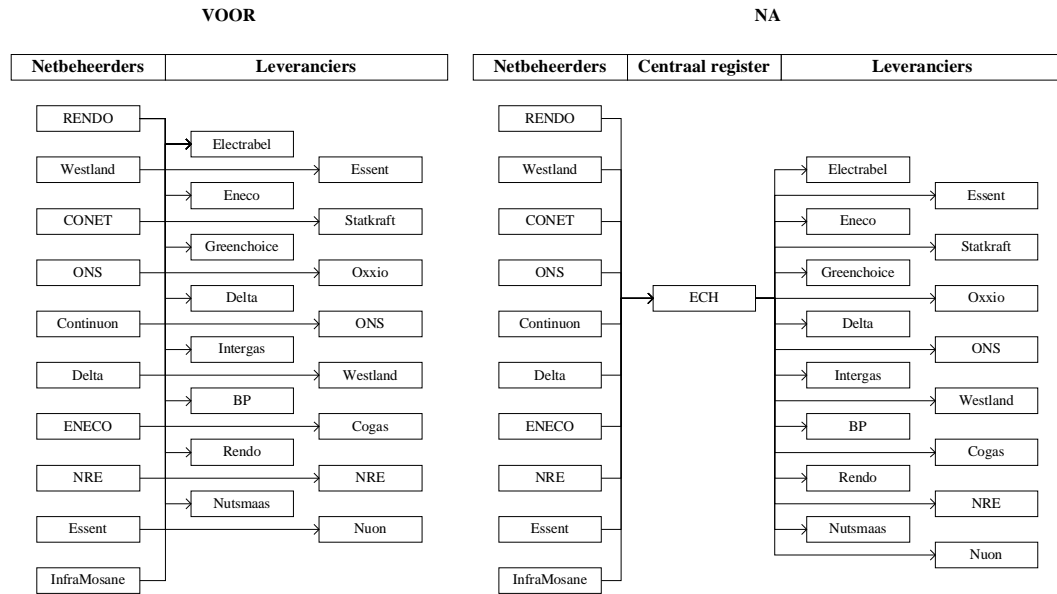 VOOR
Netbeheerders Leveranciers
RENDO
Electrabel
Westland Essent
Eneco
CONET Statkraft
Greenchoice
ONS Oxxio
Delta
Continuon ONS
Intergas
Delta Westland
BP
ENECO Cogas
Rendo
NRE NRE
Nutsmaas
Essent Nuon
InfraMosane
NA
Netbeheerders Centraal register Leveranciers
RENDO
Westland Electrabel
Essent
CONET Eneco
Statkraft
ONS Greenchoice
ECH Oxxio
Continuon Delta
ONS
Delta Intergas
Westland
ENECO BP
Cogas
NRE Rendo
NRE
Essent Nutsmaas
Nuon
InfraMosane